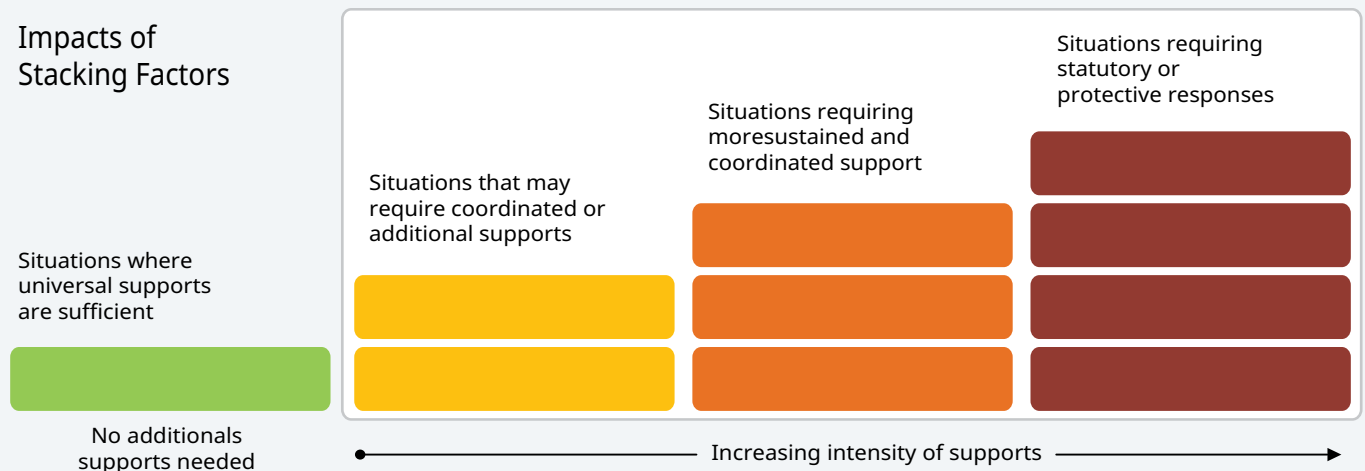 Impacts of
Stacking Factors
Situations where
universal supports
are sufficient
No additionals
supports needed
Situations that may
require coordinated or
additional supports
Situations requiring
moresustained and
coordinated support
Situations requiring
statutory or
protective responses
Increasing intensity of supports